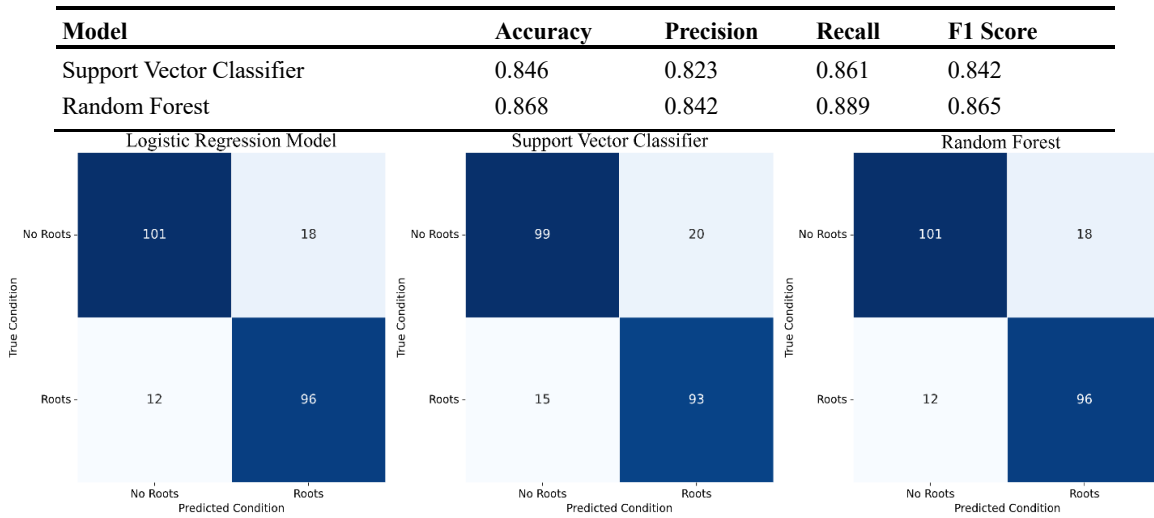 Model Accuracy Precision Recall F1 Score
Support Vector Classifier 0.846 0.823 0.861 0.842
Random Forest 0.868 0.842 0.889 0.865
Logistic Regression Model
No Roots
101 18
Roots
12 96
True Condition
No Roots Roots
Predicted Condition
Support Vector Classifier
No Roots
99 20
Roots
15 93
True Condition
No Roots Roots
Predicted Condition
Random Forest
No Roots
101 18
Roots
12 96
True Condition
No Roots Roots
Predicted Condition